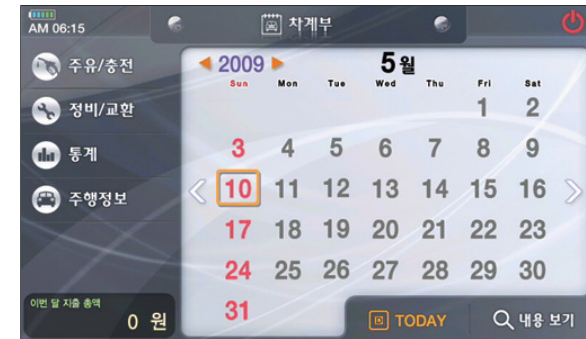 AM 06:15
차계부
주유/충전
정비/교환
통계
주행정보
이번 달 지출 총액
0 원
2009 5월
Sun Mon Tue Wed Thu Fri Sat
1 2
3 4 5 6 7 8 9
10 11 12 13 14 15 16
17 18 19 20 21 22 23
24 25 26 27 28 29 30
31
TODAY
내용 보기